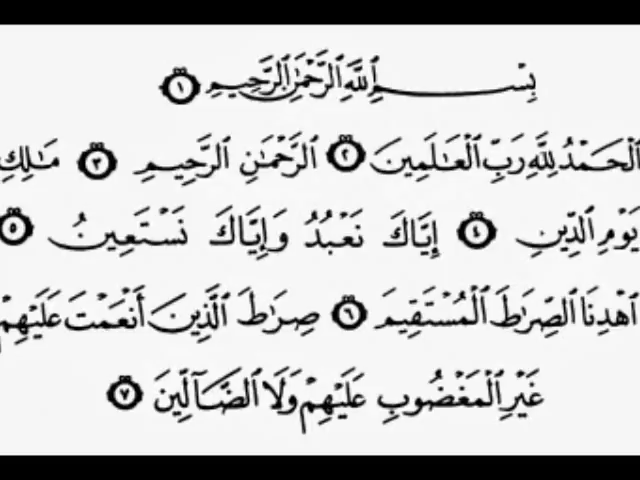 بِسْمِ ٱللَّهِ ٱلرَّحْمَٰنِ ٱلرَّحِيمِ ١
ٱلْحَمْدُ لِلَّهِ رَبِّ ٱلْعَٰلَمِينَ ٢ ٱلرَّحْمَٰنِ ٱلرَّحِيمِ ٣ مَٰلِكِ
يَوْمِ ٱلدِّينِ ٤ إِيَّاكَ نَعْبُدُ وَإِيَّاكَ نَسْتَعِينُ ٥
ٱهْدِنَا ٱلصِّرَٰطَ ٱلْمُسْتَقِيمَ ٦ صِرَٰطَ ٱلَّذِينَ أَنْعَمْتَ عَلَيْهِمْ
غَيْرِ ٱلْمَغْضُوبِ عَلَيْهِمْ وَلَا ٱلضَّآلِّينَ ٧